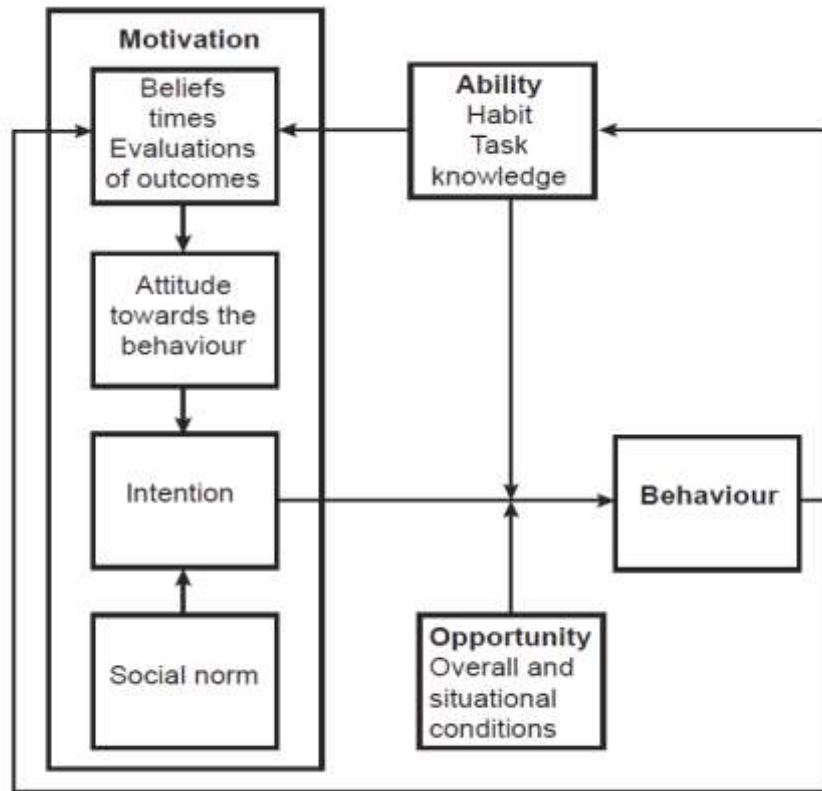 Motivation
Beliefs
times
Evaluations
of outcomes
Attitude
towards the
behaviour
Intention
Social norm
Ability
Habit
Task
knowledge
Opportunity
Overall and
situational
conditions
Behaviour